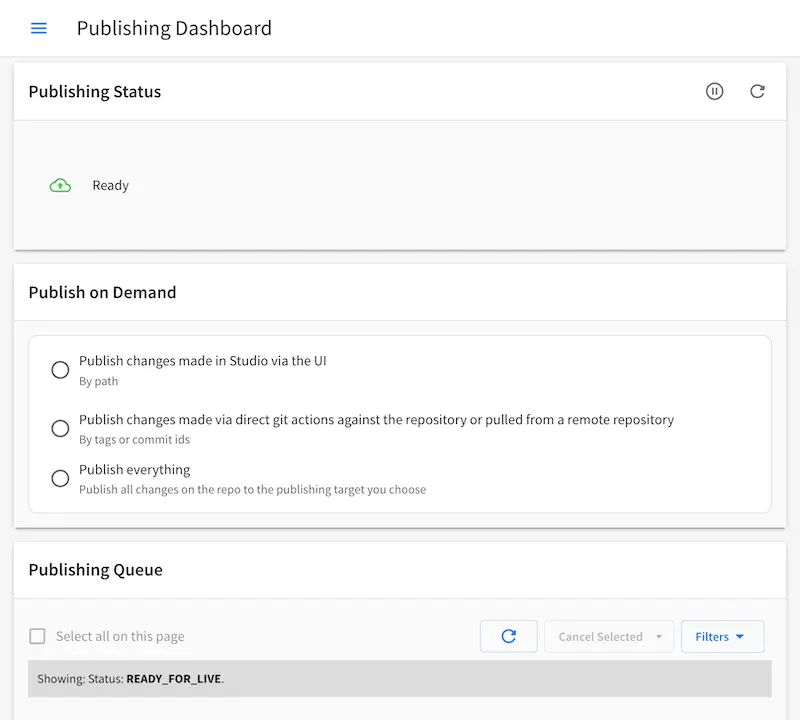 Publishing Dashboard
Publishing Status
Ready
Publish on Demand
Publish changes made in Studio via the UI
By path
Publish changes made via direct git actions against the repository or pulled from a remote repository
By tags or commit ids
Publish everything
Publish all changes on the repo to the publishing target you choose
Publishing Queue
Select all on this page
Cancel Selected
Filters
Showing: Status: READY_FOR_LIVE.